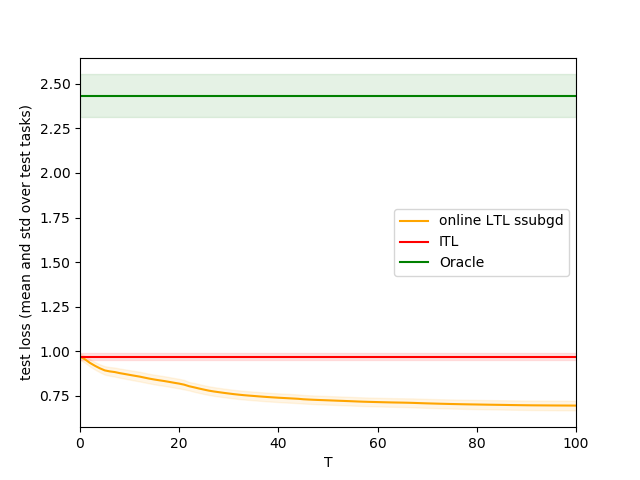 2.50
2.25
2.00
1.75
1.50
1.25
1.00
0.75
0 20 40 60 80 100
T
test loss (mean and std over test tasks)
online LTL ssubgd
ITL
Oracle